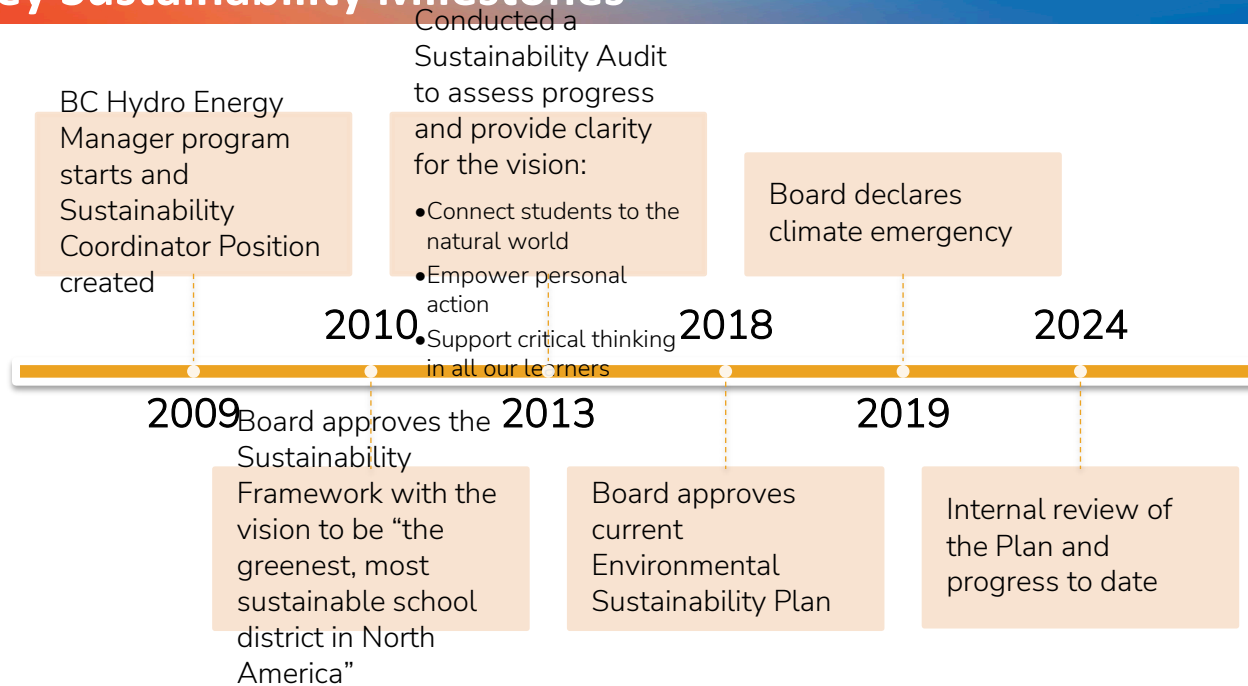 Key Sustainability Milestones
BC Hydro Energy
Manager program
starts and
Sustainability
Coordinator Position
created
2009
2010
Board approves the
Sustainability
Framework with the
vision to be “the
greenest, most
sustainable school
district in North
America”
Conducted a
Sustainability Audit
to assess progress
and provide clarity
for the vision:
•Connect students to the
natural world
•Empower personal
action
•Support critical thinking
in all our learners
2013
2018
Board approves
current
Environmental
Sustainability Plan
Board declares
climate emergency
2019
2024
Internal review of
the Plan and
progress to date